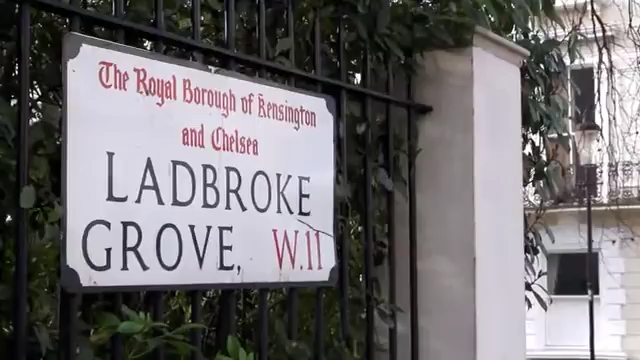 The Royal Borough of Kensington
and Chelsea
LADBROKE
GROVE, W.11